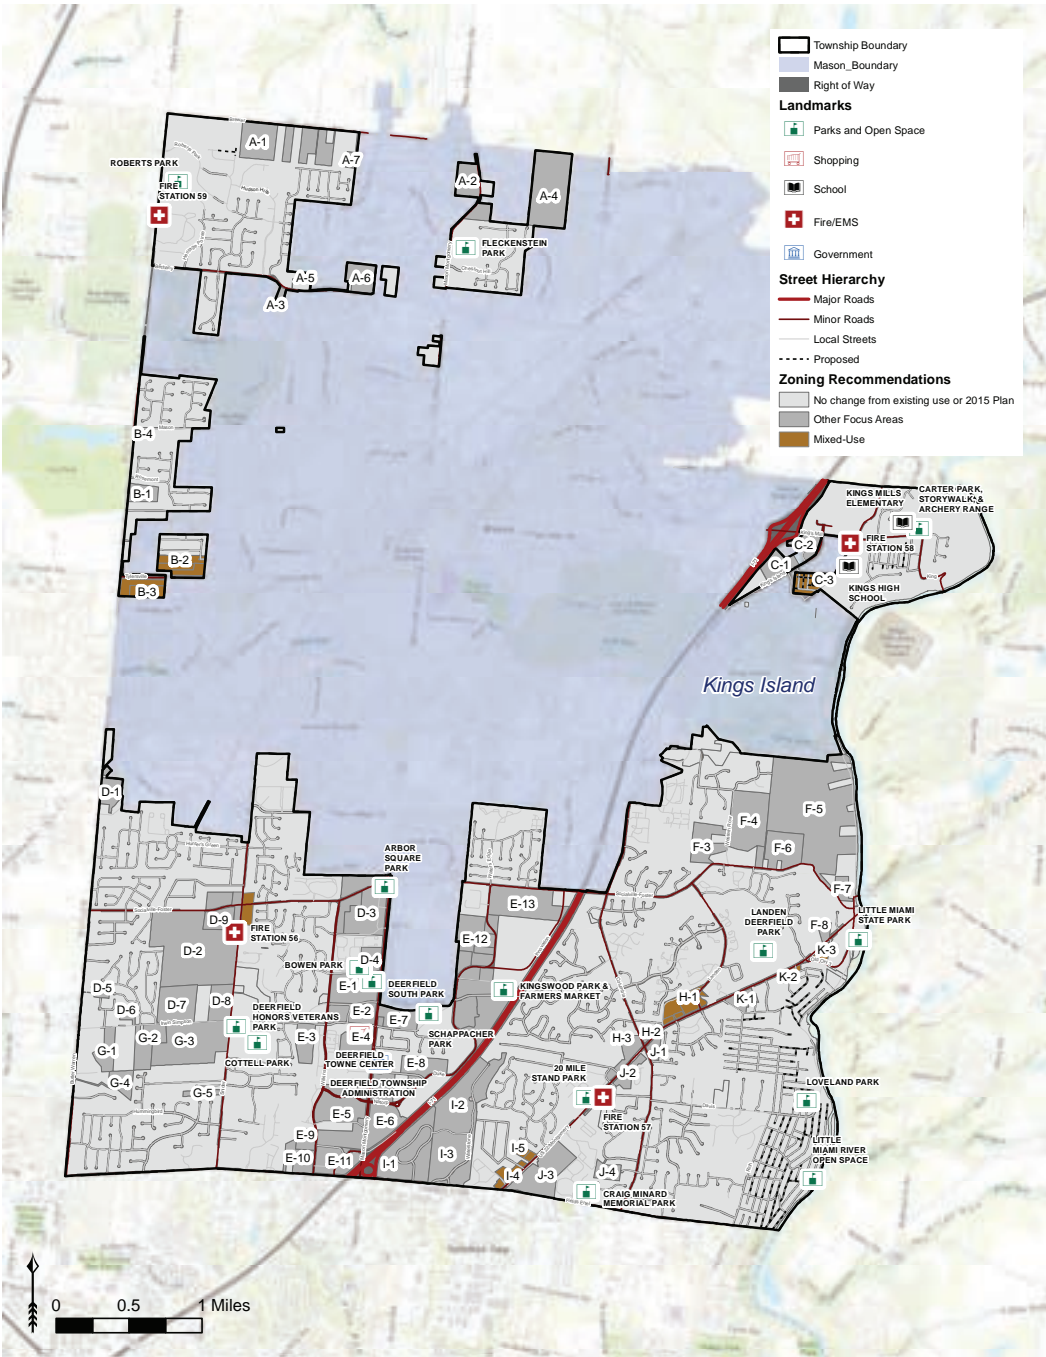 Township Boundary
Mason_Boundary
Right of Way
Landmarks
Parks and Open Space
Shopping
School
Fire/EMS
Government
Street Hierarchy
Major Roads
Minor Roads
Local Streets
Proposed
Zoning Recommendations
No change from existing use or 2015 Plan
Other Focus Areas
Mixed-Use
A-1
A-7
ROBERTS PARK
FIRE
STATION 59
A-2
A-4
FLECKENSTEIN
PARK
A-5
A-6
A-3
B-4
B-1
B-2
B-3
KINGS MILLS
ELEMENTARY
CARTER PARK,
STORYWALK, &
ARCHERY RANGE
C-2
FIRE
STATION 58
C-1
C-3
KINGS HIGH
SCHOOL
Kings Island
D-1
F-5
F-4
F-3
F-6
ARBOR
SQUARE
PARK
F-7
E-13
D-3
D-9
FIRE
STATION 56
LANDEN
DEERFIELD
PARK
LITTLE MIAMI
STATE PARK
F-8
E-12
D-2
K-3
BOWEN PARK
D-4
K-2
D-5
E-1
DEERFIELD
SOUTH PARK
KINGSWOOD PARK &
FARMERS MARKET
H-1
K-1
D-6
D-7
D-8
DEERFIELD
HONORS VETERANS
PARK
E-2
E-7
G-2
G-3
E-3
E-4
SCHAPPACHER
PARK
H-3
H-2
G-1
J-1
COTTELL PARK
DEERFIELD
TOWNE CENTER
E-8
20 MILE
STAND PARK
J-2
G-4
G-5
DEERFIELD TOWNSHIP
ADMINISTRATION
LOVELAND PARK
E-5
E-6
I-2
FIRE
STATION 57
E-9
LITTLE
MIAMI RIVER
OPEN SPACE
E-10
E-11
I-1
I-3
I-5
I-4
J-3
J-4
CRAIG MINARD
MEMORIAL PARK
0
0.5
1 Miles